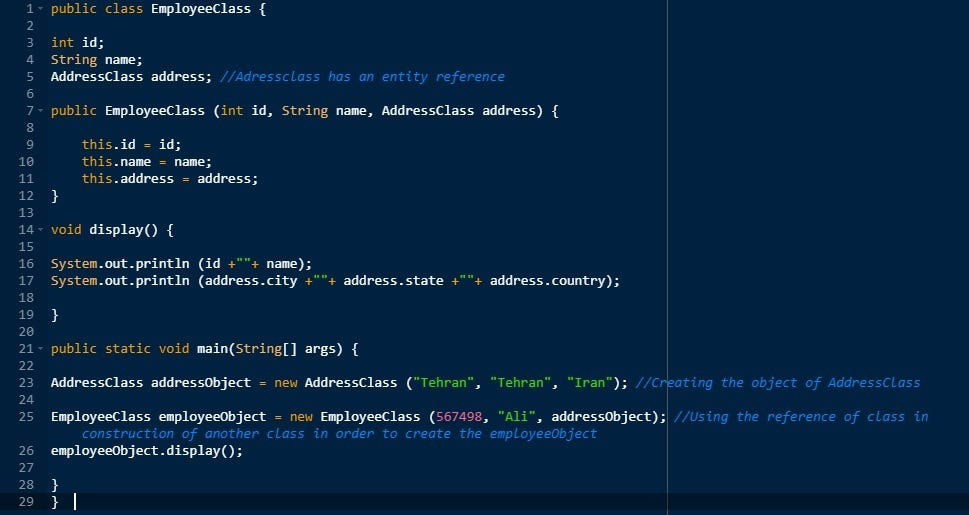 1 public class EmployeeClass {
2
3 int id;
4 String name;
5 AddressClass address; //Adressclass has an entity reference
6
7 public EmployeeClass (int id, String name, AddressClass address) {
8
9 this.id = id;
10 this.name = name;
11 this.address = address;
12 }
13
14 void display() {
15
16 System.out.println (id +""+ name);
17 System.out.println (address.city +""+ address.state +""+ address.country);
18
19 }
20
21 public static void main(String[] args) {
22
23 AddressClass addressObject = new AddressClass ("Tehran", "Tehran", "Iran"); //Creating the object of AddressClass
24
25 EmployeeClass employeeObject = new EmployeeClass (567498, "Ali", addressObject); //Using the reference of class in
construction of another class in order to create the employeeObject
26 employeeObject.display();
27
28 }
29 }